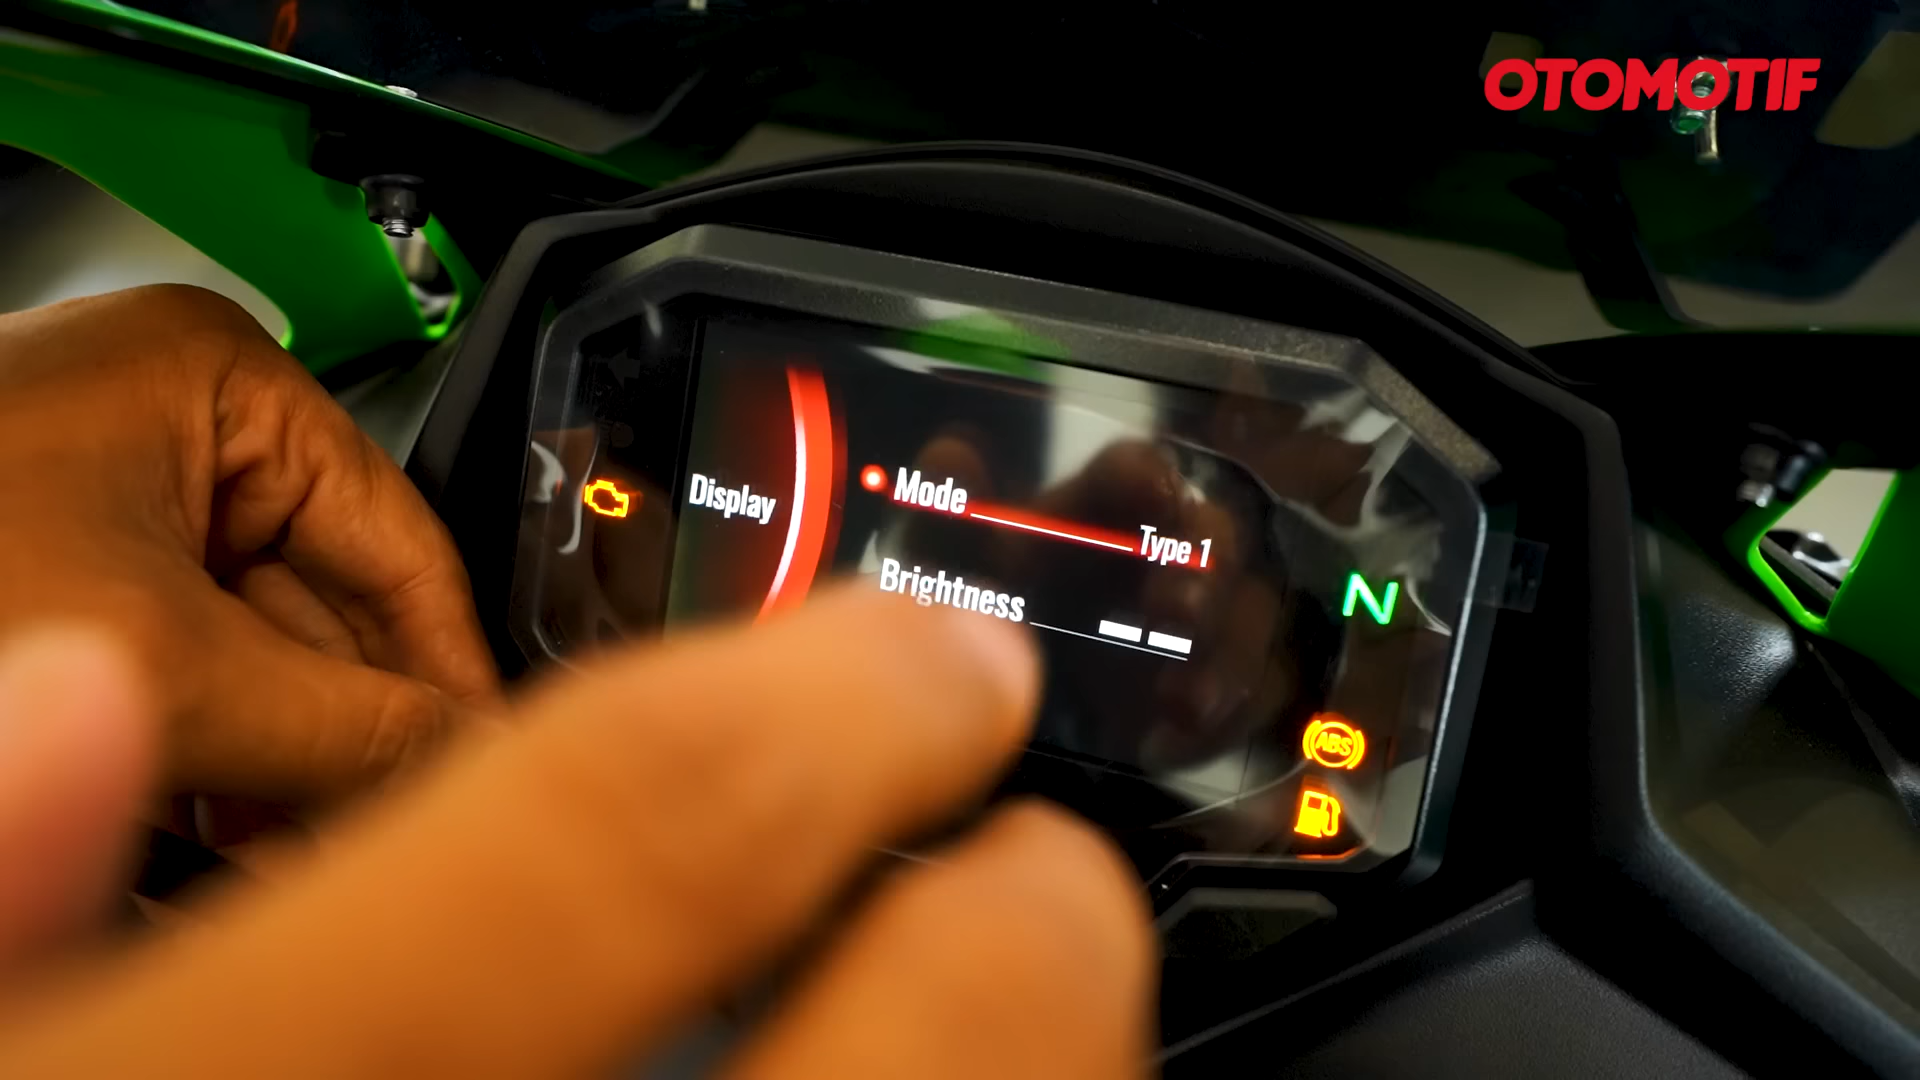 OTOMOTIF
Display
Mode
Type 1
Brightness
N
ABS